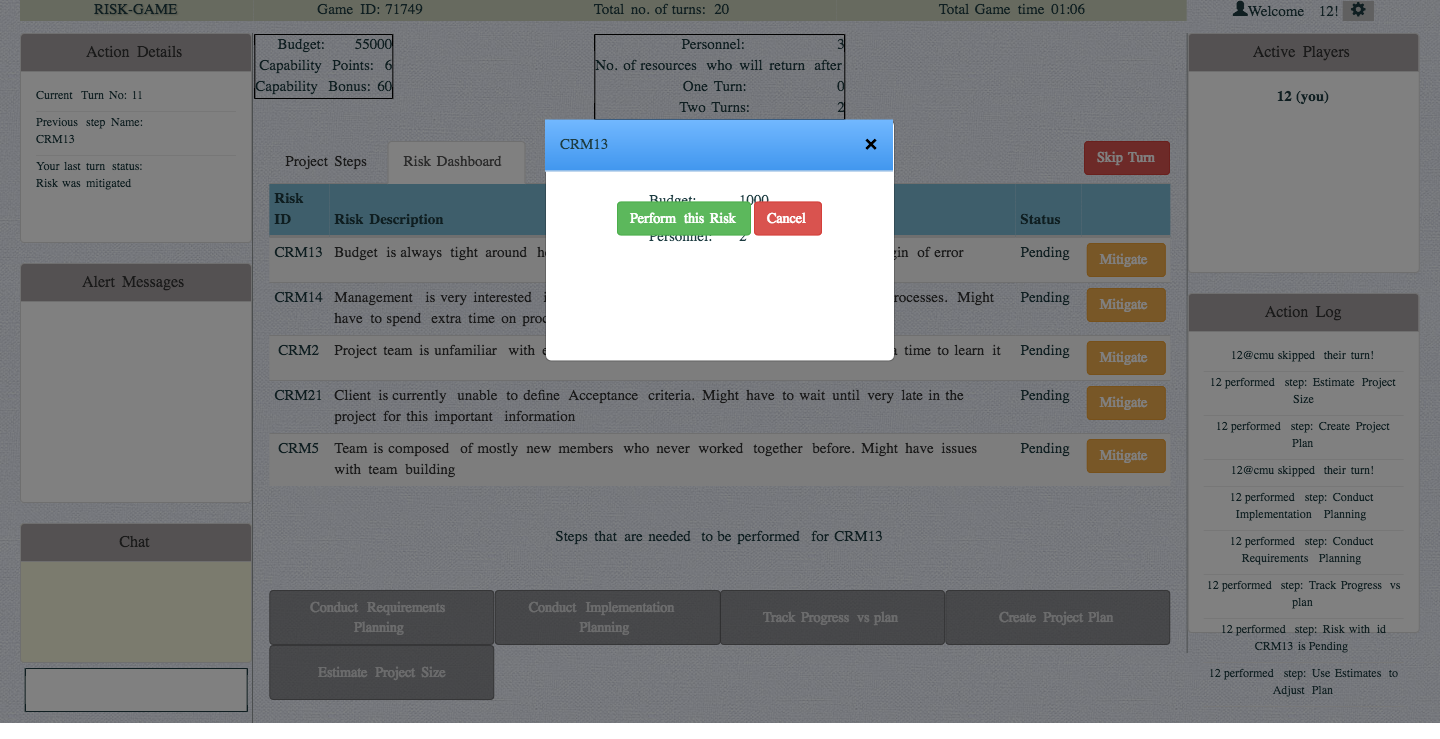 RISK-GAME
Game ID: 71749
Total no. of turns: 20
Total Game time 01:06
Welcome 12!
Action Details
Current Turn No: 11
Previous step Name:
CRM13
Your last turn status:
Risk was mitigated
Alert Messages
Chat
Budget: 55000
Capability Points: 6
Capability Bonus: 60
Personnel: 3
No. of resources who will return after
One Turn: 0
Two Turns: 2
Project Steps
Risk Dashboard
Skip Turn
CRM13
×
Budget: 1000
Perform this Risk
Cancel
Personnel: 2
Risk
ID
Risk Description
Status
CRM13 Budget is always tight around
gin of error
Pending
Mitigate
CRM14 Management is very interested
rocesses. Might
have to spend extra time on
Pending
Mitigate
CRM2 Project team is unfamiliar with
time to learn it
Pending
Mitigate
CRM21 Client is currently unable to define Acceptance criteria. Might have to wait until very late in the
project for this important information
Pending
Mitigate
CRM5 Team is composed of mostly new members who never worked together before. Might have issues
with team building
Pending
Mitigate
Steps that are needed to be performed for CRM13
Conduct Requirements
Planning
Conduct Implementation
Planning
Track Progress vs plan
Create Project Plan
Estimate Project Size
Active Players
12 (you)
Action Log
12@cmu skipped their turn!
12 performed step: Estimate Project
Size
12 performed step: Create Project
Plan
12@cmu skipped their turn!
12 performed step: Conduct
Implementation Planning
12 performed step: Conduct
Requirements Planning
12 performed step: Track Progress vs
plan
12 performed step: Risk with id
CRM13 is Pending
12 performed step: Use Estimates to
Adjust Plan